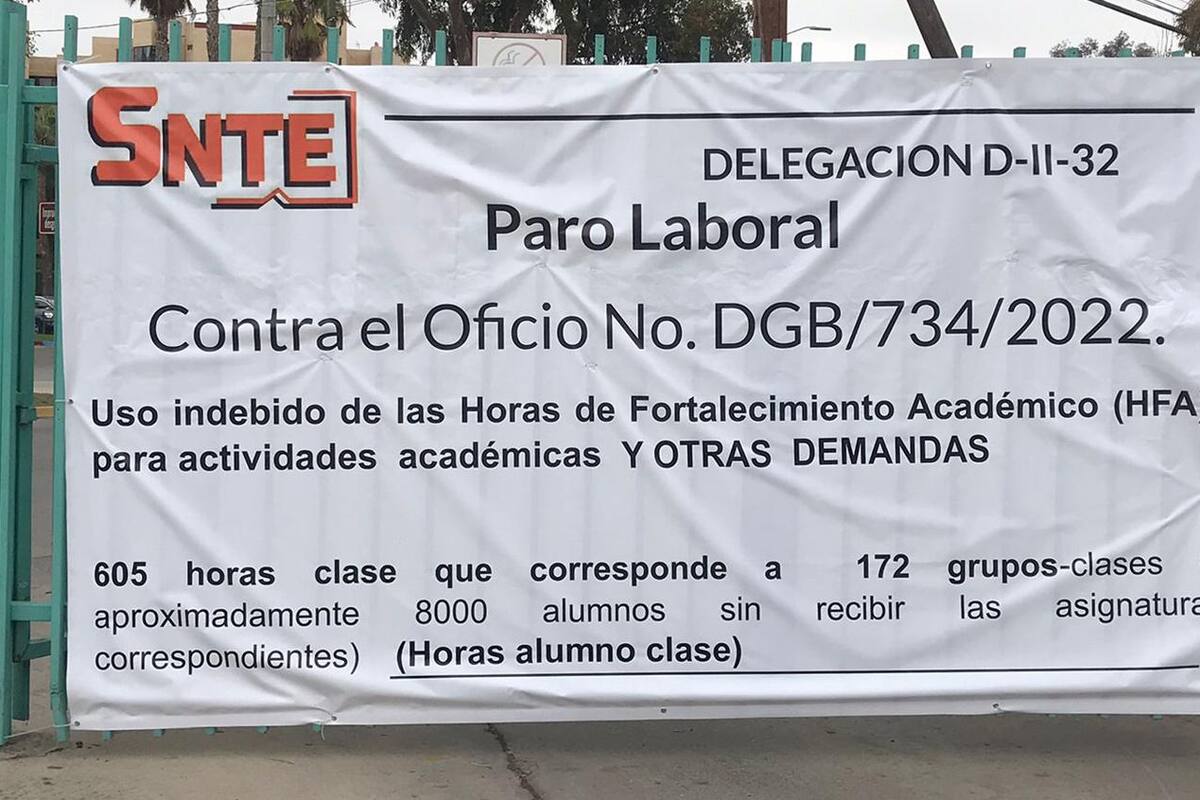 SNTE
DELEGACION D-II-32
Paro Laboral
Contra el Oficio No. DGB/734/2022.
Uso indebido de las Horas de Fortalecimiento Académico (HFA)
para actividades académicas Y OTRAS DEMANDAS
605 horas clase que corresponde a 172 grupos-clases
aproximadamente 8000 alumnos sin recibir las asignatura
correspondientes) (Horas alumno clase)